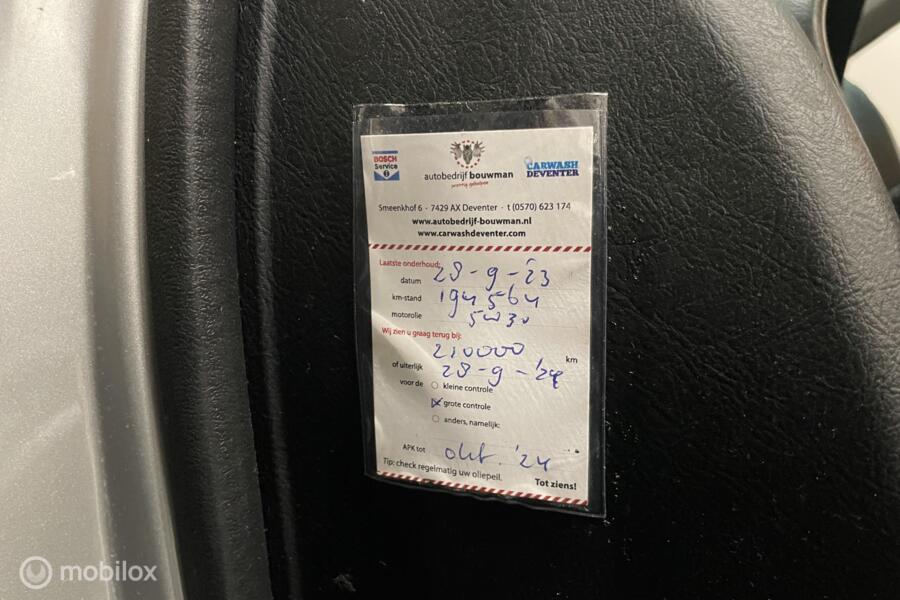 BOSCH
Service
autobedrijf bouwman
prettig geholpen
CARWASH
DEVENTER
Smeenkhof 6 - 7429 AX Deventer - t (0570) 623 174
www.autobedrijf-bouwman.nl
www.carwashdeventer.com
Laatste onderhoud:
datum 28-9-'23
km-stand 194564
motorolie 5w30
Wij zien u graag terug bij:
210000 km
of uiterlijk 28-9-'24
voor de kleine controle
grote controle
anders, namelijk:
APK tot okt. '24
Tip: check regelmatig uw oliepeil.
Tot ziens!
mobilox